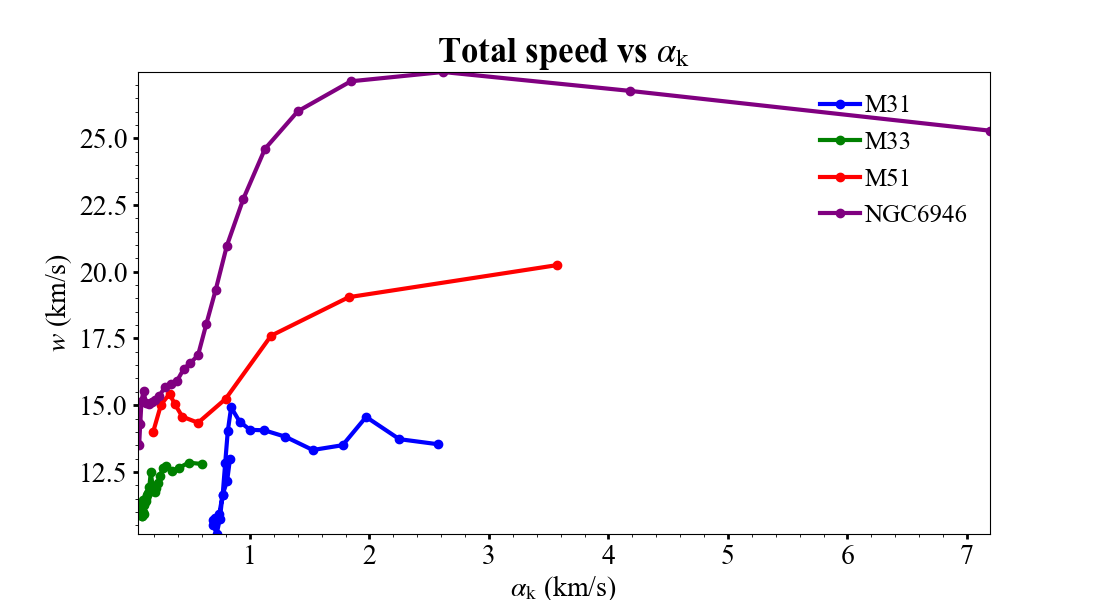 Total speed vs αk
25.0
22.5
20.0
17.5
15.0
12.5
w (km/s)
M31
M33
M51
NGC6946
1 2 3 4 5 6 7
αk (km/s)